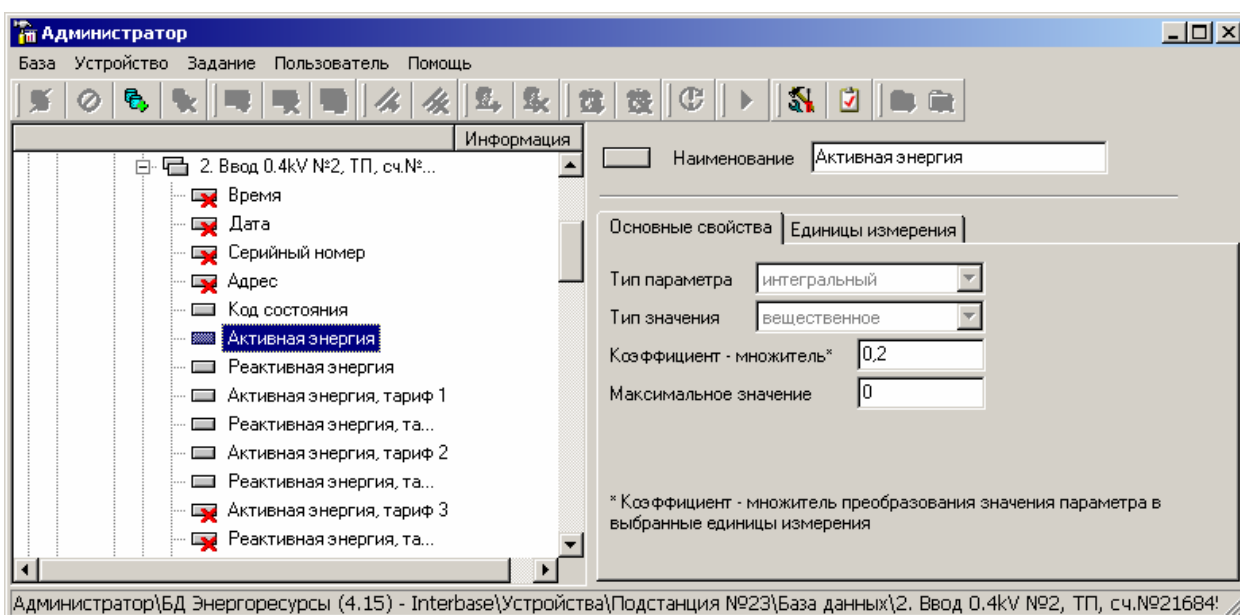 Администратор
База Устройство Задание Пользователь Помощь
Информация
2. Ввод 0.4kV №2, ТП, сч.№...
Время
Дата
Серийный номер
Адрес
Код состояния
Активная энергия
Реактивная энергия
Активная энергия, тариф 1
Реактивная энергия, та...
Активная энергия, тариф 2
Реактивная энергия, та...
Активная энергия, тариф 3
Реактивная энергия, та...
Наименование Активная энергия
Основные свойства Единицы измерения
Тип параметра интегральный
Тип значения вещественное
Коэффициент - множитель* 0,2
Максимальное значение 0
* Коэффициент - множитель преобразования значения параметра в
выбранные единицы измерения
Администратор\БД Энергоресурсы (4.15) - Interbase\Устройства\Подстанция №23\База данных\2. Ввод 0.4kV №2, ТП, сч.№21684